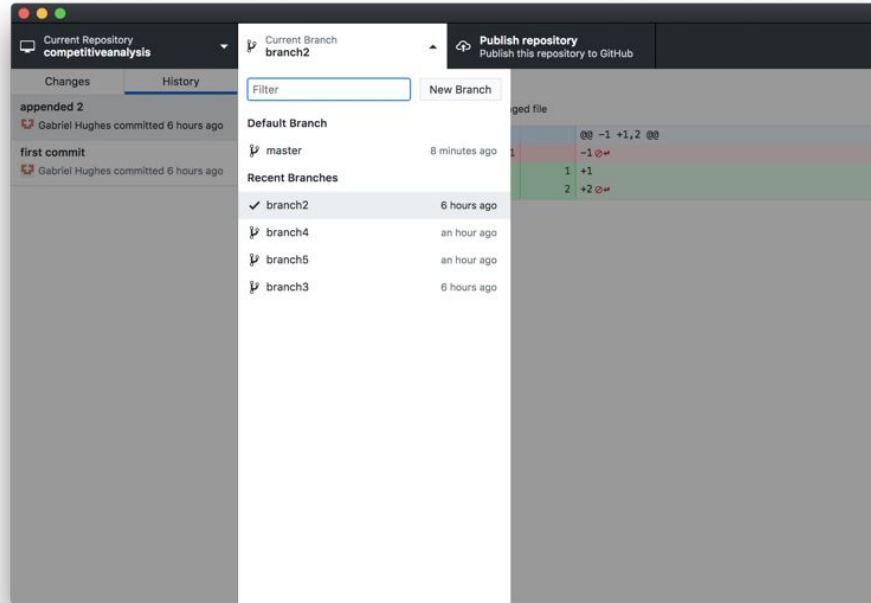 Current Repository
competitiveanalysis
Current Branch
branch2
Publish repository
Publish this repository to GitHub
Changes
History
appended 2
Gabriel Hughes committed 6 hours ago
first commit
Gabriel Hughes committed 6 hours ago
Filter
New Branch
Default Branch
master
8 minutes ago
Recent Branches
branch2
6 hours ago
branch4
an hour ago
branch5
an hour ago
branch3
6 hours ago
ged file
@@ -1 +1,2 @@
1
-1
1
+1
2
+2